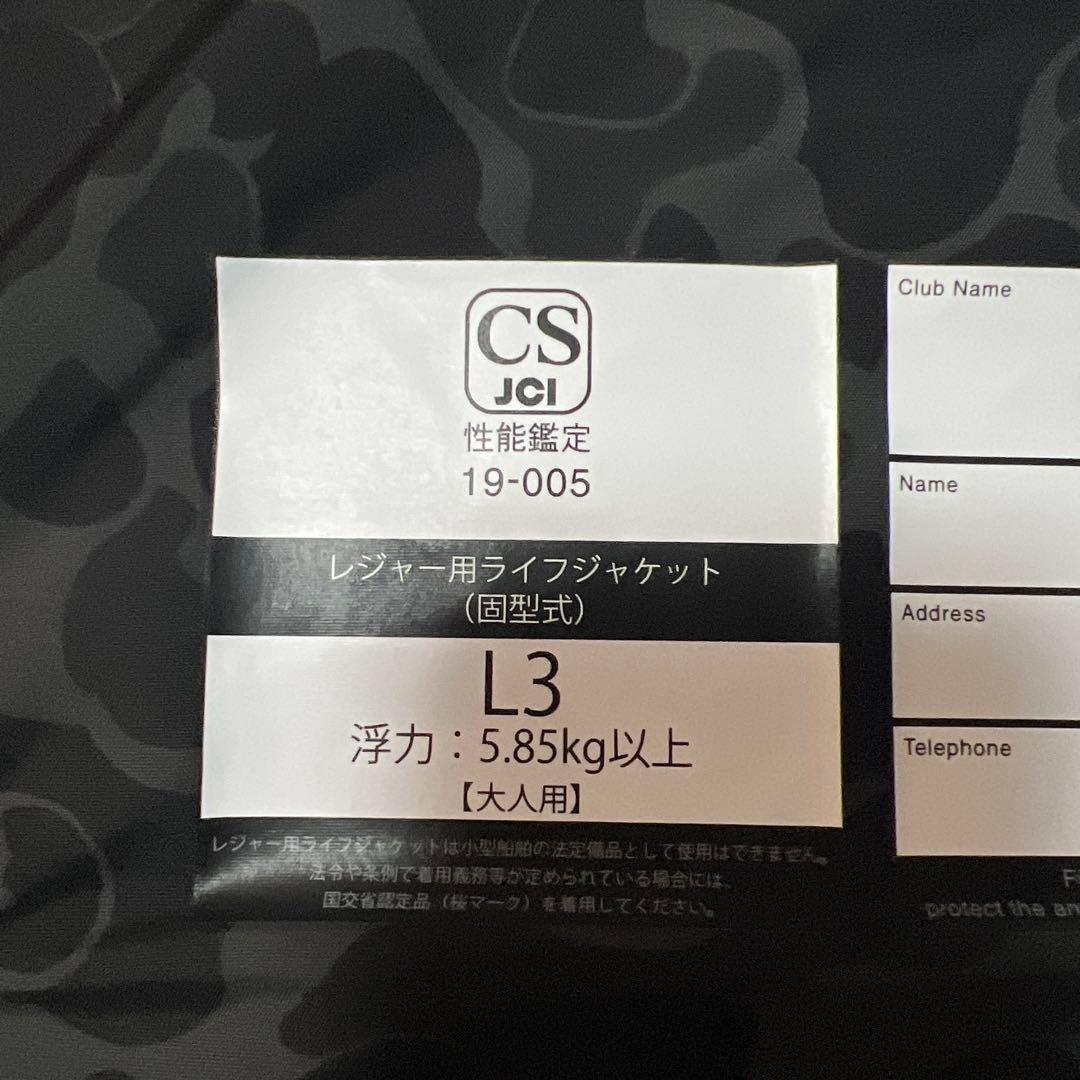 CS
JCI
性能鑑定
19-005
レジャー用ライフジャケット
（固型式）
L3
浮力：5.85kg以上
【大人用】
レジャー用ライフジャケットは小型船舶の法定備品として使用はできません。
法令や条例で着用義務等が定められている場合には、
国交省認定品（桜マーク）を着用してください。
Club Name
Name
Address
Telephone
protect the